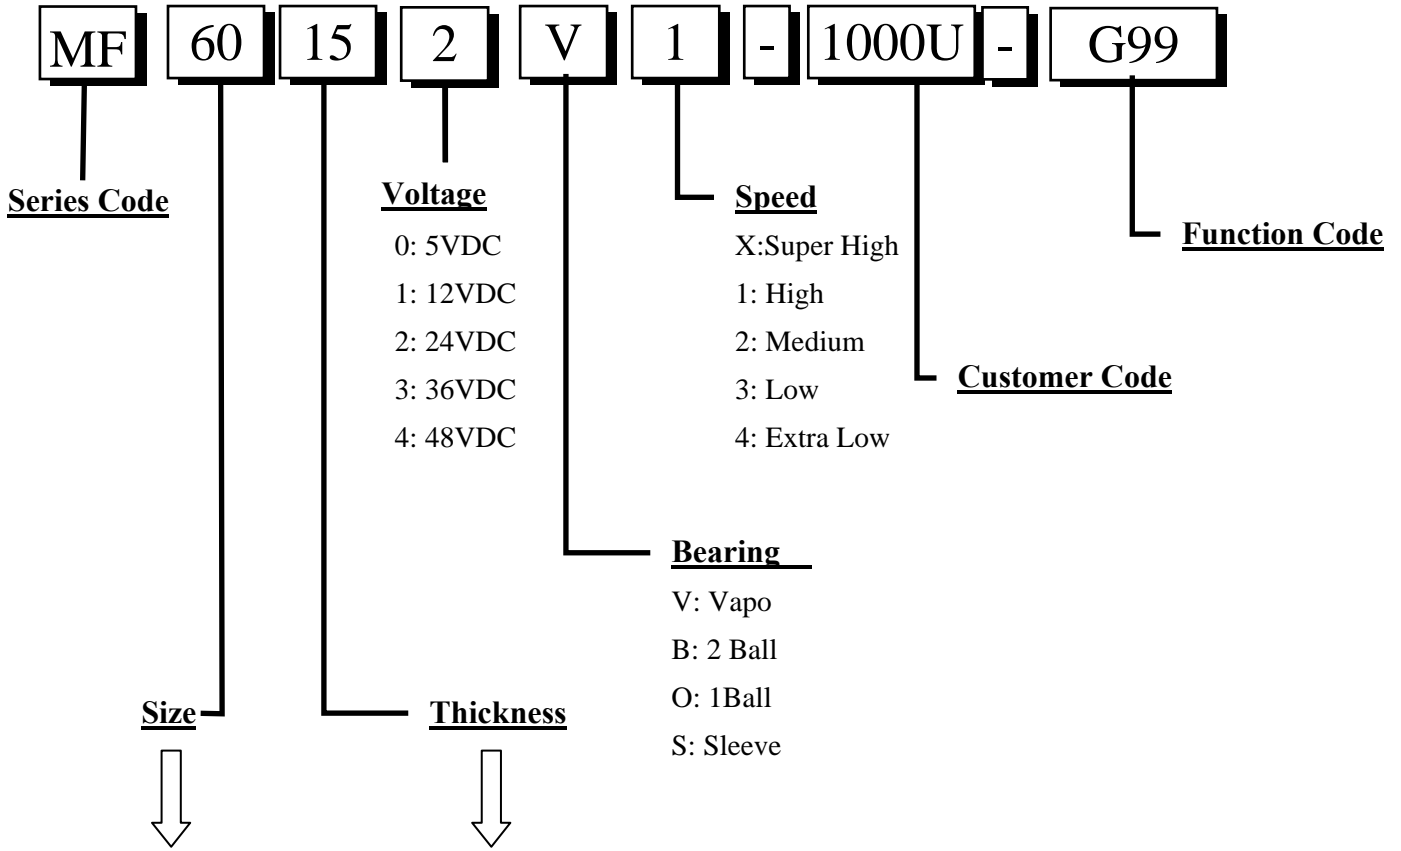 MF 60 15 2 V 1 - 1000U - G99
Series Code
Voltage
0: 5VDC
1: 12VDC
2: 24VDC
3: 36VDC
4: 48VDC
Speed
X:Super High
1: High
2: Medium
3: Low
4: Extra Low
Function Code
Customer Code
Bearing
V: Vapo
B: 2 Ball
O: 1Ball
S: Sleeve
Size
Thickness